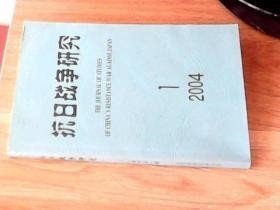 抗日战争研究
THE JOURNAL OF STUDIES
OF CHINA'S RESISTANCE WAR AGAINST JAPAN
1
2004